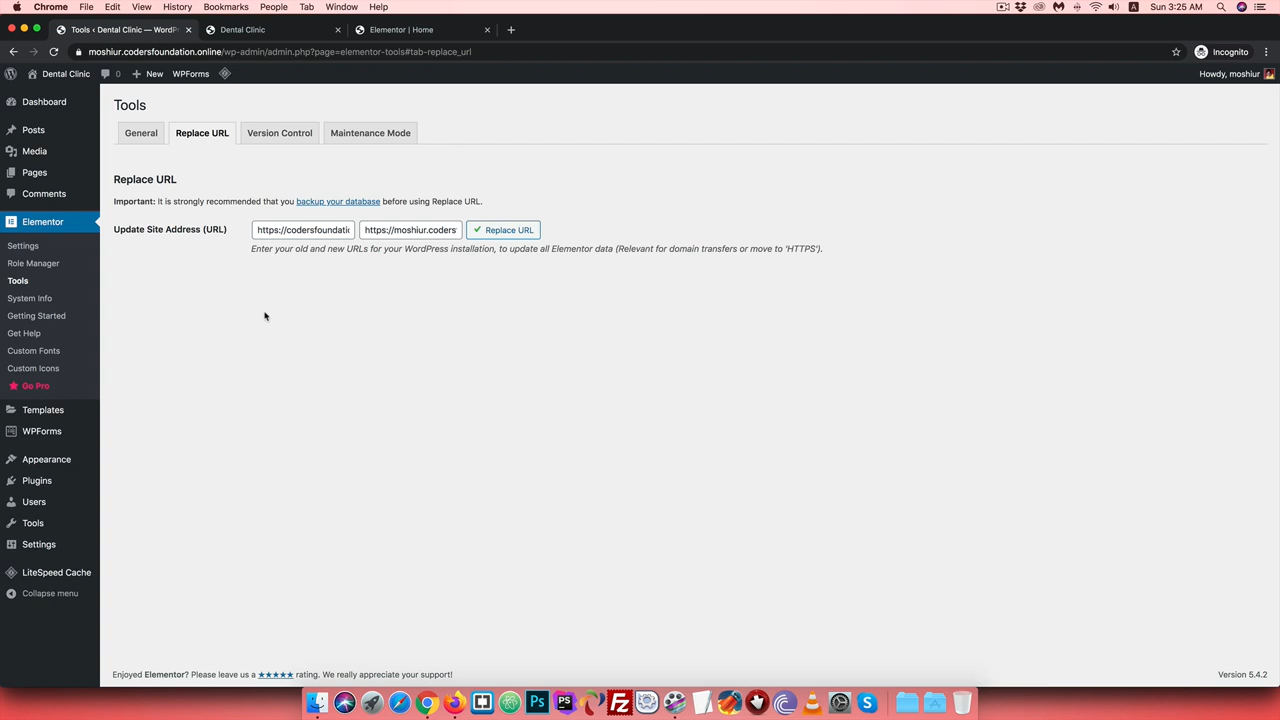 Chrome File Edit View History Bookmarks People Tab Window Help Sun 3:25 AM
Tools ‹ Dental Clinic — WordPr Dental Clinic Elementor | Home
moshiur.codersfoundation.online/wp-admin/admin.php?page=elementor-tools#tab-replace_url Incognito
Dental Clinic 0 New WPForms Howdy, moshiur
Dashboard
Posts
Media
Pages
Comments
Elementor
Settings
Role Manager
Tools
System Info
Getting Started
Get Help
Custom Fonts
Custom Icons
Go Pro
Templates
WPForms
Appearance
Plugins
Users
Tools
Settings
LiteSpeed Cache
Collapse menu
Tools
General Replace URL Version Control Maintenance Mode
Replace URL
Important: It is strongly recommended that you backup your database before using Replace URL.
Update Site Address (URL) https://codersfoundatic https://moshiur.coders Replace URL
Enter your old and new URLs for your WordPress installation, to update all Elementor data (Relevant for domain transfers or move to 'HTTPS').
Enjoyed Elementor? Please leave us a ★★★★★ rating. We really appreciate your support! Version 5.4.2
Ps PS Fz